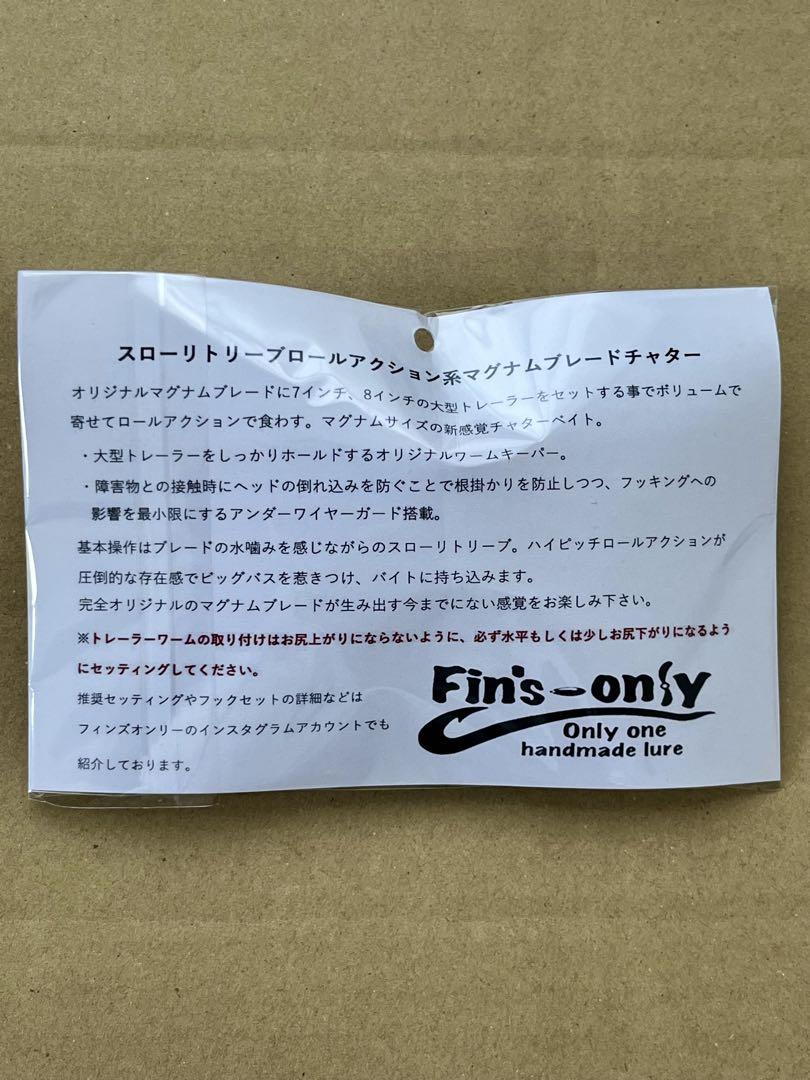 スローリトリーブロールアクション系マグナムブレードチャター
オリジナルマグナムブレードに7インチ、8インチの大型トレーラーをセットする事でボリュームで
寄せてロールアクションで食わす。マグナムサイズの新感覚チャターベイト。
・大型トレーラーをしっかりホールドするオリジナルワームキーパー。
・障害物との接触時にヘッドの倒れ込みを防ぐことで根掛かりを防止しつつ、フッキングへの
影響を最小限にするアンダーワイヤーガード搭載。
基本操作はブレードの水噛みを感じながらのスローリトリーブ。ハイピッチロールアクションが
圧倒的な存在感でビッグバスを惹きつけ、バイトに持ち込みます。
完全オリジナルのマグナムブレードが生み出す今までにない感覚をお楽しみ下さい。
※トレーラーワームの取り付けはお尻上がりにならないように、必ず水平もしくは少しお尻下がりになるよう
にセッティングしてください。
推奨セッティングやフックセットの詳細などは
フィンズオンリーのインスタグラムアカウントでも
紹介しております。
Fin's-only
Only one
handmade lure